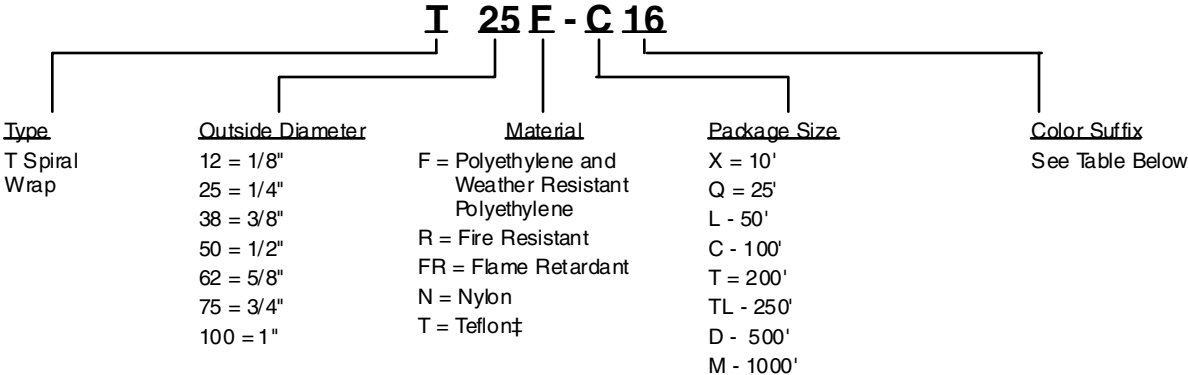 T 25 F - C 16
Type
T Spiral
Wrap
Outside Diameter
12 = 1/8"
25 = 1/4"
38 = 3/8"
50 = 1/2"
62 = 5/8"
75 = 3/4"
100 = 1"
Material
F = Polyethylene and
Weather Resistant
Polyethylene
R = Fire Resistant
FR = Flame Retardant
N = Nylon
T = Teflon‡
Package Size
X = 10'
Q = 25'
L - 50'
C - 100'
T = 200'
TL - 250'
D - 500'
M - 1000'
Color Suffix
See Table Below